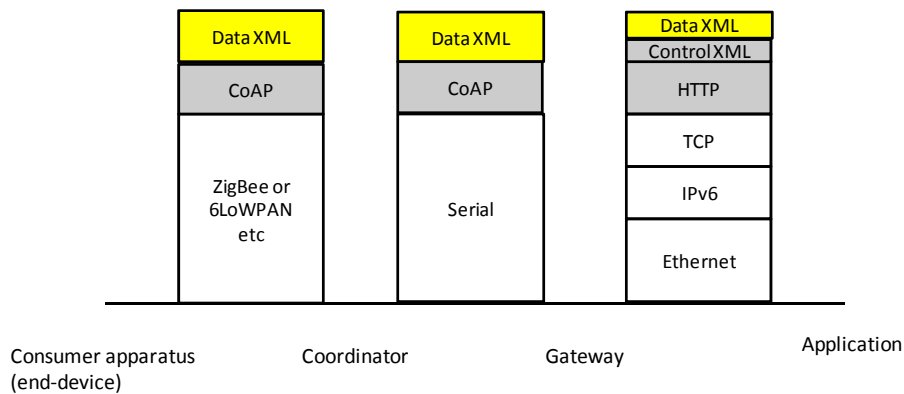 Data XML
CoAP
ZigBee or
6LoWPAN
etc
Data XML
CoAP
Serial
Data XML
Control XML
HTTP
TCP
IPv6
Ethernet
Consumer apparatus
(end-device)
Coordinator
Gateway
Application